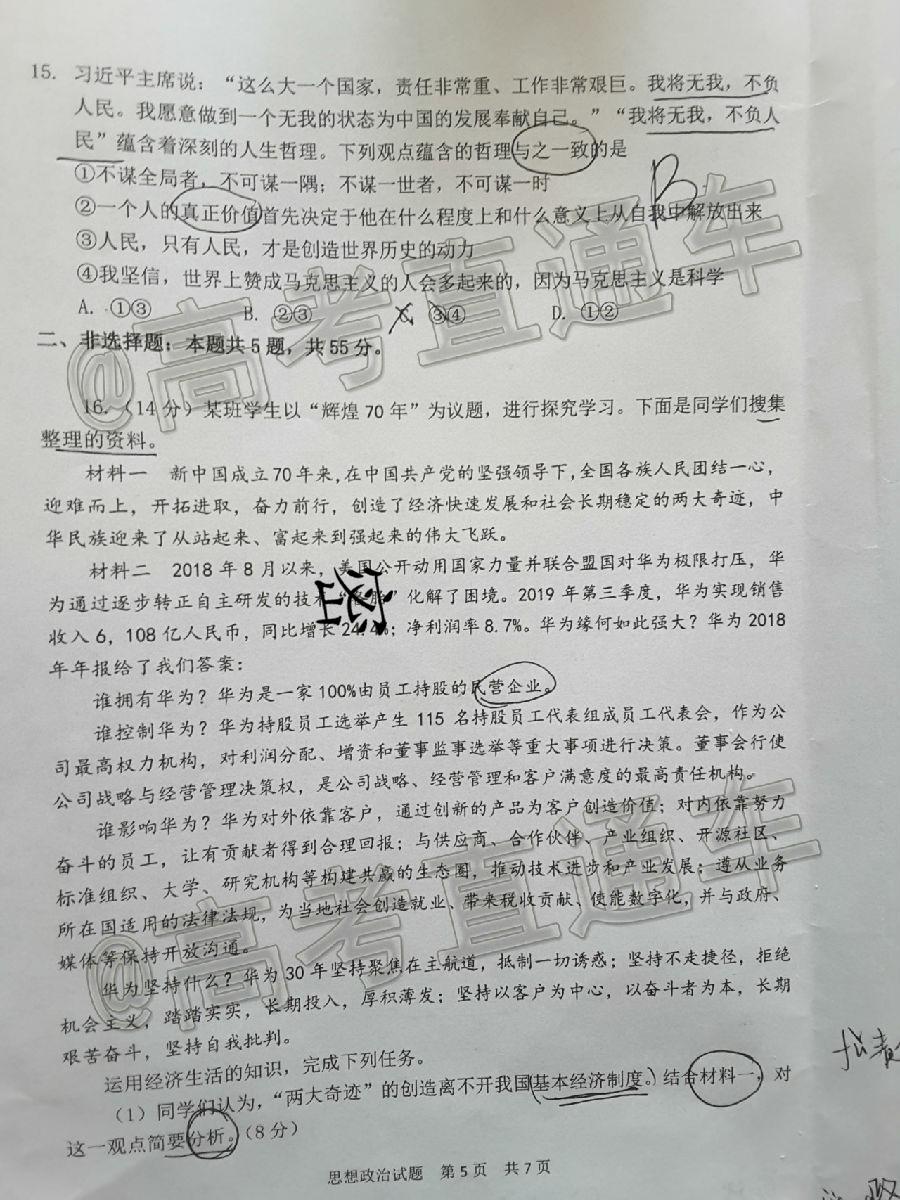 15. 习近平主席说：“这么大一个国家，责任非常重、工作非常艰巨。我将无我，不负
人民。我愿意做到一个无我的状态为中国的发展奉献自己。”“我将无我，不负人
民”蕴含着深刻的人生哲理。下列观点蕴含的哲理与之一致的是
①不谋全局者，不可谋一隅；不谋一世者，不可谋一时
B
②一个人的真正价值首先决定于他在什么程度上和什么意义上从自我中解放出来
③人民，只有人民，才是创造世界历史的动力
④我坚信，世界上赞成马克思主义的人会多起来的，因为马克思主义是科学
A. ①③ B. ②③ C. ③④ D. ①②
@高考直通车
二、非选择题：本题共5题，共55分。
16.（14分）某班学生以“辉煌70年”为议题，进行探究学习。下面是同学们搜集
整理的资料。
材料一 新中国成立70年来，在中国共产党的坚强领导下，全国各族人民团结一心，
迎难而上，开拓进取，奋力前行，创造了经济快速发展和社会长期稳定的两大奇迹，中
华民族迎来了从站起来、富起来到强起来的伟大飞跃。
材料二 2018年8月以来，美国公开动用国家力量并联合盟国对华为极限打压，华
为通过逐步转正自主研发的技术“备胎”化解了困境。2019年第三季度，华为实现销售
密
收入6，108亿人民币，同比增长24.4%；净利润率8.7%。华为缘何如此强大？华为2018
年年报给了我们答案：
谁拥有华为？华为是一家100%由员工持股的民营企业。
谁控制华为？华为持股员工选举产生115名持股员工代表组成员工代表会，作为公
司最高权力机构，对利润分配、增资和董事监事选举等重大事项进行决策。董事会行使
公司战略与经营管理决策权，是公司战略、经营管理和客户满意度的最高责任机构。
谁影响华为？华为对外依靠客户，通过创新的产品为客户创造价值；对内依靠努力
奋斗的员工，让有贡献者得到合理回报；与供应商、合作伙伴、产业组织、开源社区、
标准组织、大学、研究机构等构建共赢的生态圈，推动技术进步和产业发展；遵从业务
所在国适用的法律法规，为当地社会创造就业、带来税收贡献、使能数字化，并与政府、
媒体等保持开放沟通。
@高考直通车
华为坚持什么？华为30年坚持聚焦在主航道，抵制一切诱惑；坚持不走捷径，拒绝
机会主义，踏踏实实，长期投入，厚积薄发；坚持以客户为中心，以奋斗者为本，长期
艰苦奋斗，坚持自我批判。
运用经济生活的知识，完成下列任务。
（1）同学们认为，“两大奇迹”的创造离不开我国基本经济制度。结合材料一，对
这一观点简要分析。（8分）
思想政治试题 第5页 共7页